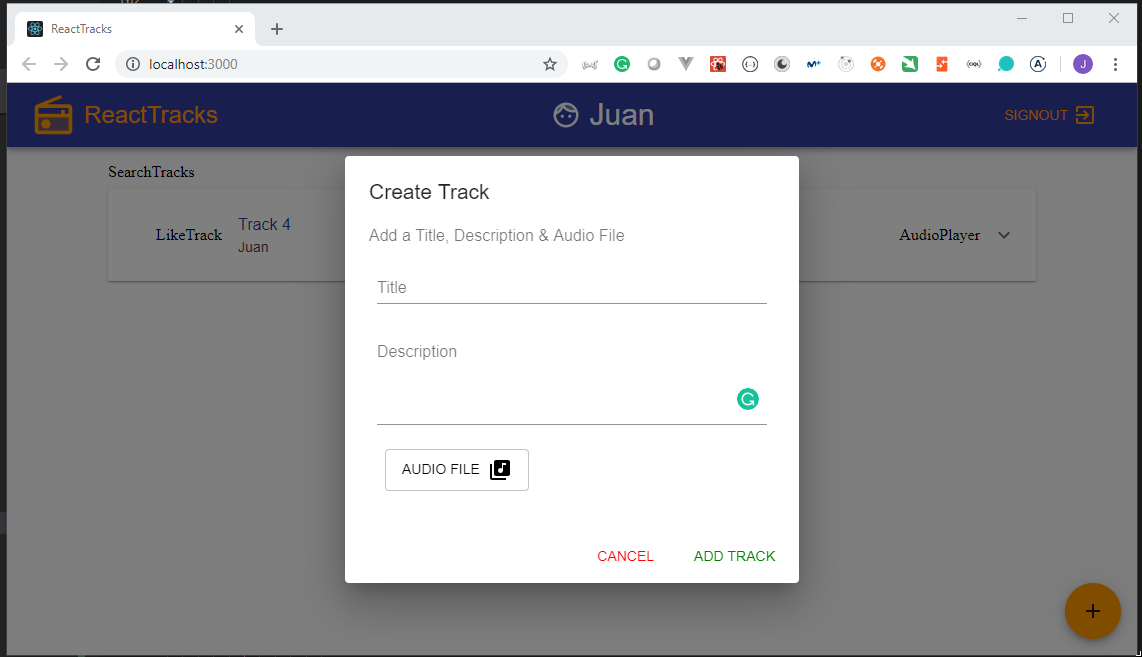 ReactTracks
localhost:3000
J
ReactTracks
Juan
SIGNOUT
SearchTracks
LikeTrack
Track 4
Juan
AudioPlayer
Create Track
Add a Title, Description & Audio File
Title
Description
AUDIO FILE
CANCEL
ADD TRACK